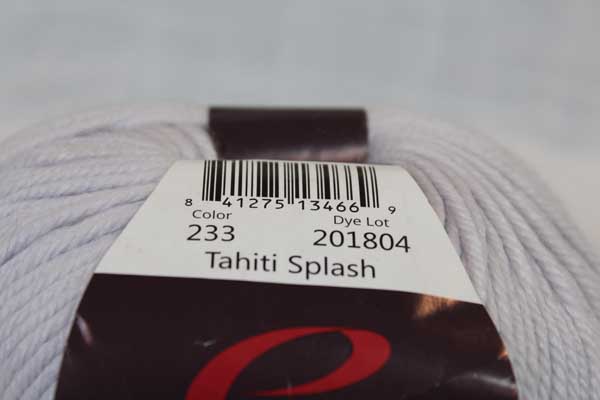 8 41275 13466 9
Color Dye Lot
233 201804
Tahiti Splash